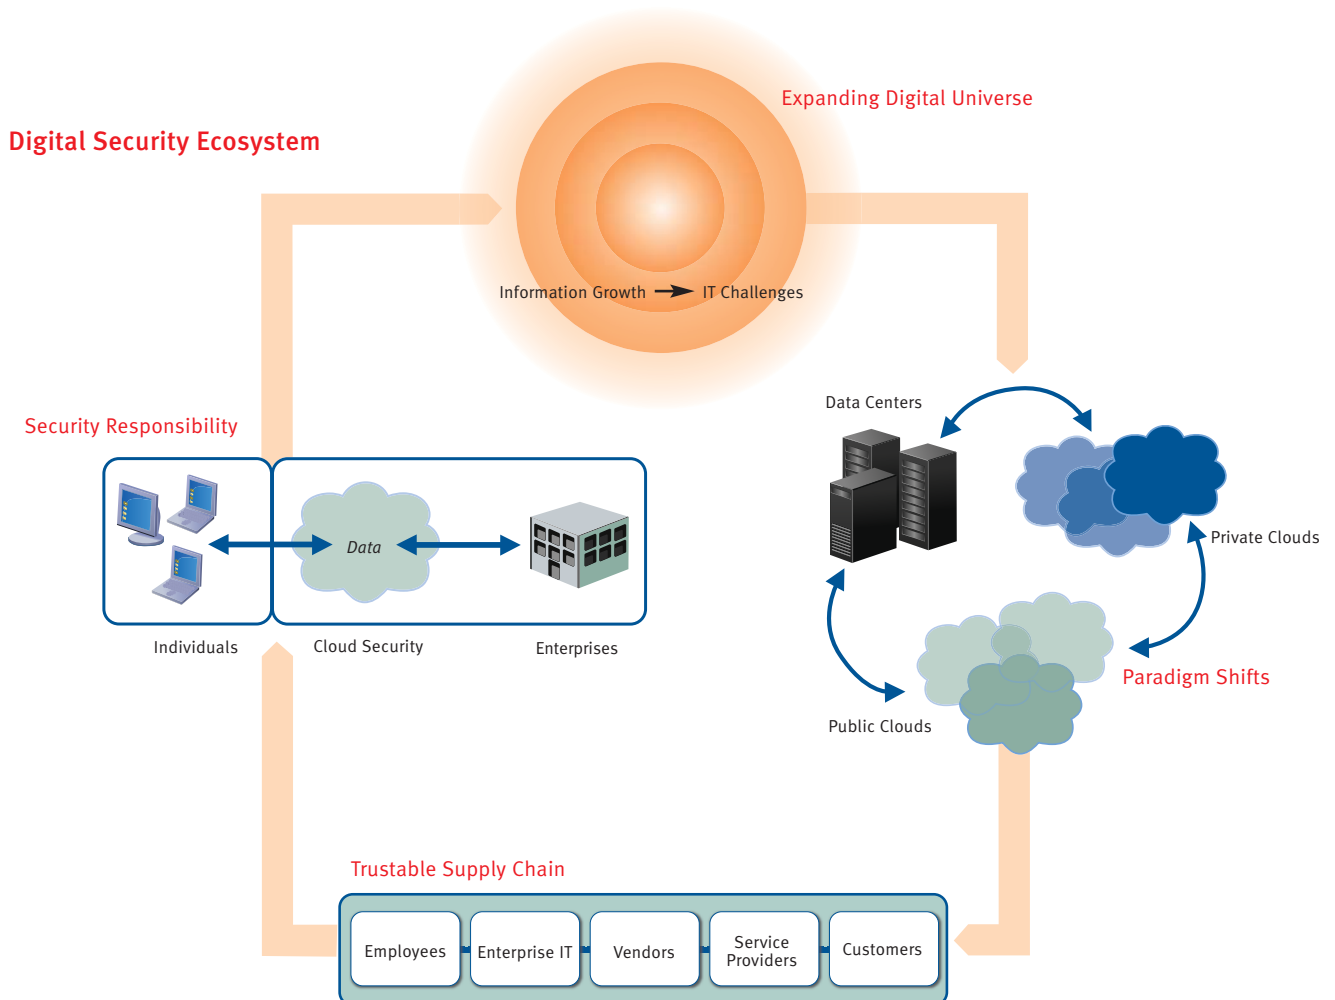 Expanding Digital Universe
Digital Security Ecosystem
Information Growth
IT Challenges
Data Centers
Security Responsibility
Private Clouds
Data
Individuals
Cloud Security
Enterprises
Paradigm Shifts
Public Clouds
Trustable Supply Chain
Employees
Enterprise IT
Vendors
Service
Providers
Customers